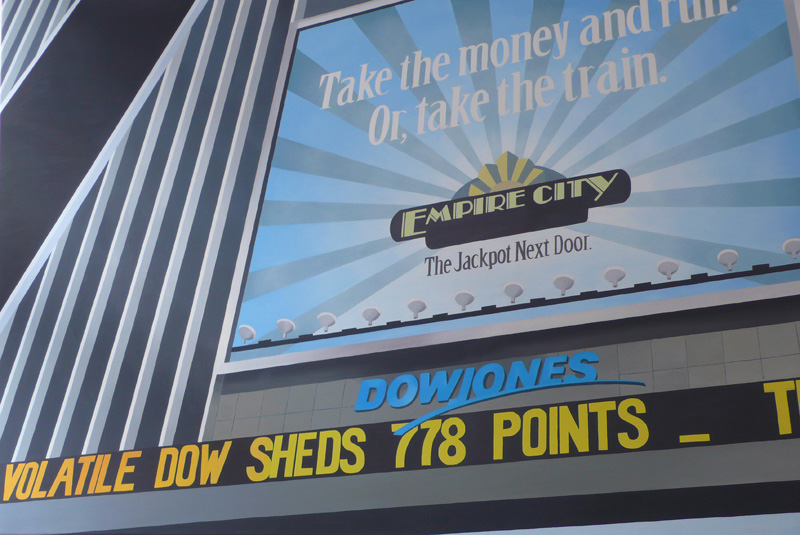 Take the money and run.
Or, take the train.
EMPIRE CITY
The Jackpot Next Door.
DOWJONES
VOLATILE DOW SHEDS 778 POINTS _ T